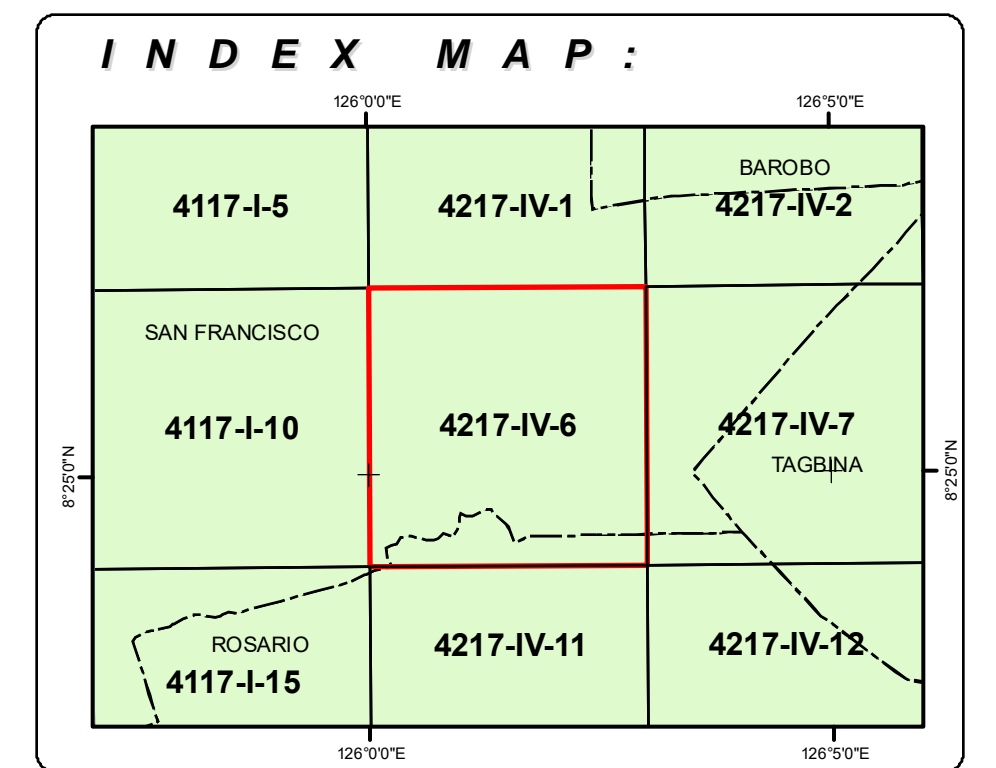 INDEX MAP:
126°0'0"E
126°5'0"E
BAROBO
4117-I-5
4217-IV-1
4217-IV-2
SAN FRANCISCO
4117-I-10
4217-IV-6
4217-IV-7
TAGBINA
8°25'0"N
8°25'0"N
ROSARIO
4117-I-15
4217-IV-11
4217-IV-12
126°0'0"E
126°5'0"E